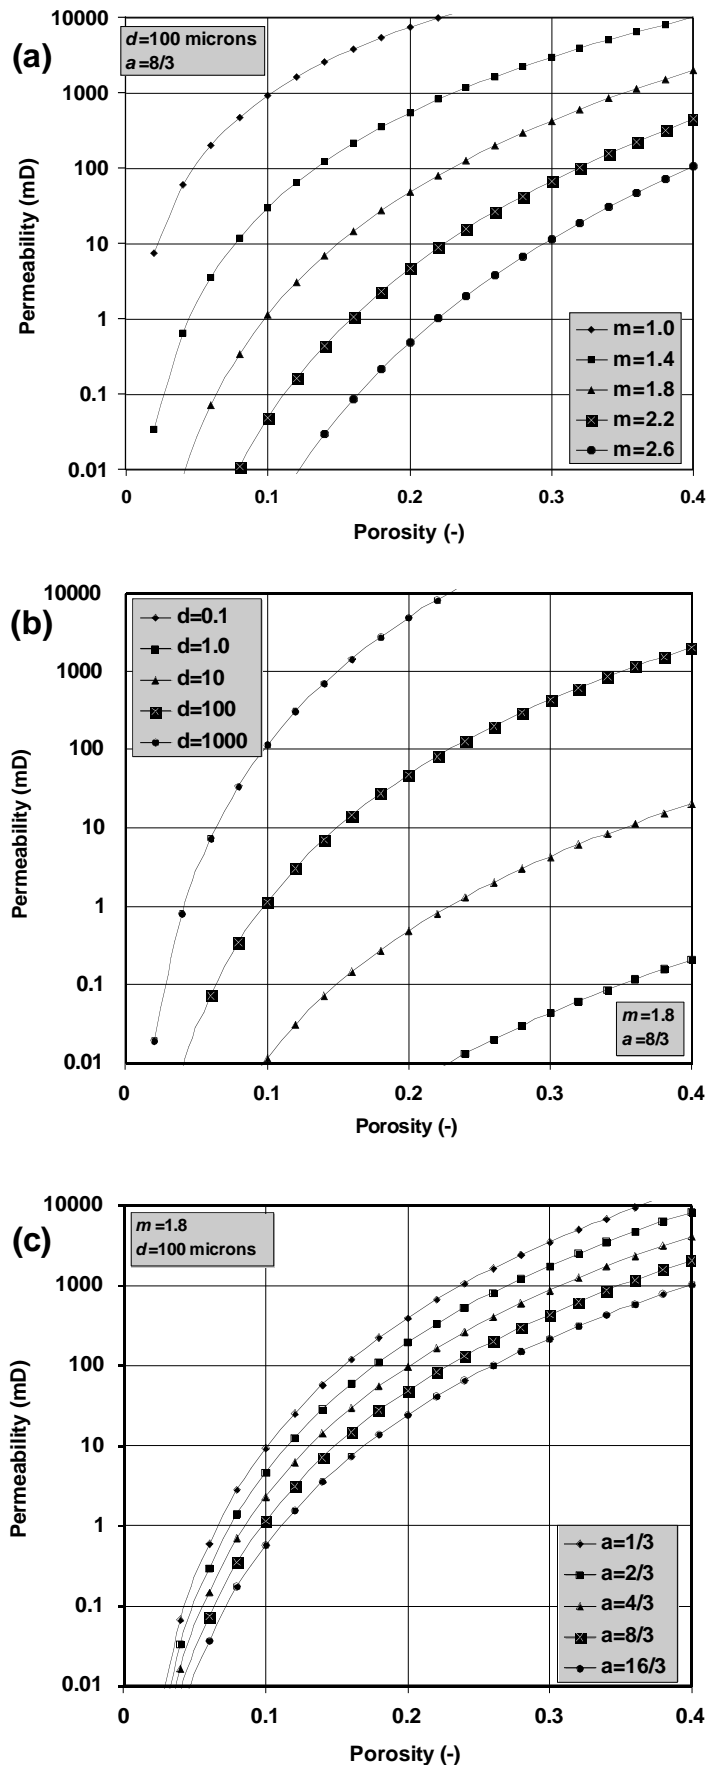 (a)
d=100 microns
a=8/3
10000
1000
100
10
1
0.1
0.01
Permeability (mD)
m=1.0
m=1.4
m=1.8
m=2.2
m=2.6
0 0.1 0.2 0.3 0.4
Porosity (-)
(b)
10000
1000
100
10
1
0.1
0.01
Permeability (mD)
d=0.1
d=1.0
d=10
d=100
d=1000
m=1.8
a=8/3
0 0.1 0.2 0.3 0.4
Porosity (-)
(c)
m=1.8
d=100 microns
10000
1000
100
10
1
0.1
0.01
Permeability (mD)
a=1/3
a=2/3
a=4/3
a=8/3
a=16/3
0 0.1 0.2 0.3 0.4
Porosity (-)